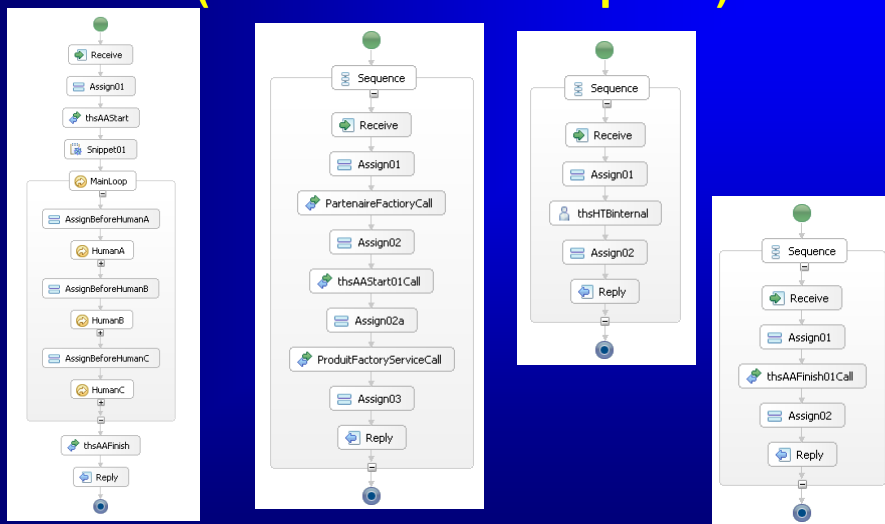 Receive
Assign01
thsAAStart
Snippet01
MainLoop
AssignBeforeHumanA
HumanA
AssignBeforeHumanB
HumanB
AssignBeforeHumanC
HumanC
thsAAFinish
Reply
Sequence
Receive
Assign01
PartenaireFactioryCall
Assign02
thsAAStart01Call
Assign02a
ProduitFactoryServiceCall
Assign03
Reply
Sequence
Receive
Assign01
thsHTBinternal
Assign02
Reply
Sequence
Receive
Assign01
thsAAFinish01Call
Assign02
Reply